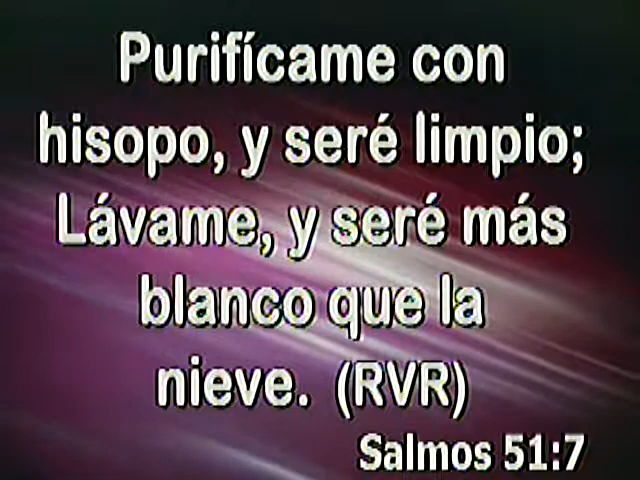 Purifícame con
hisopo, y seré limpio;
Lávame, y seré más
blanco que la
nieve. (RVR)
Salmos 51:7